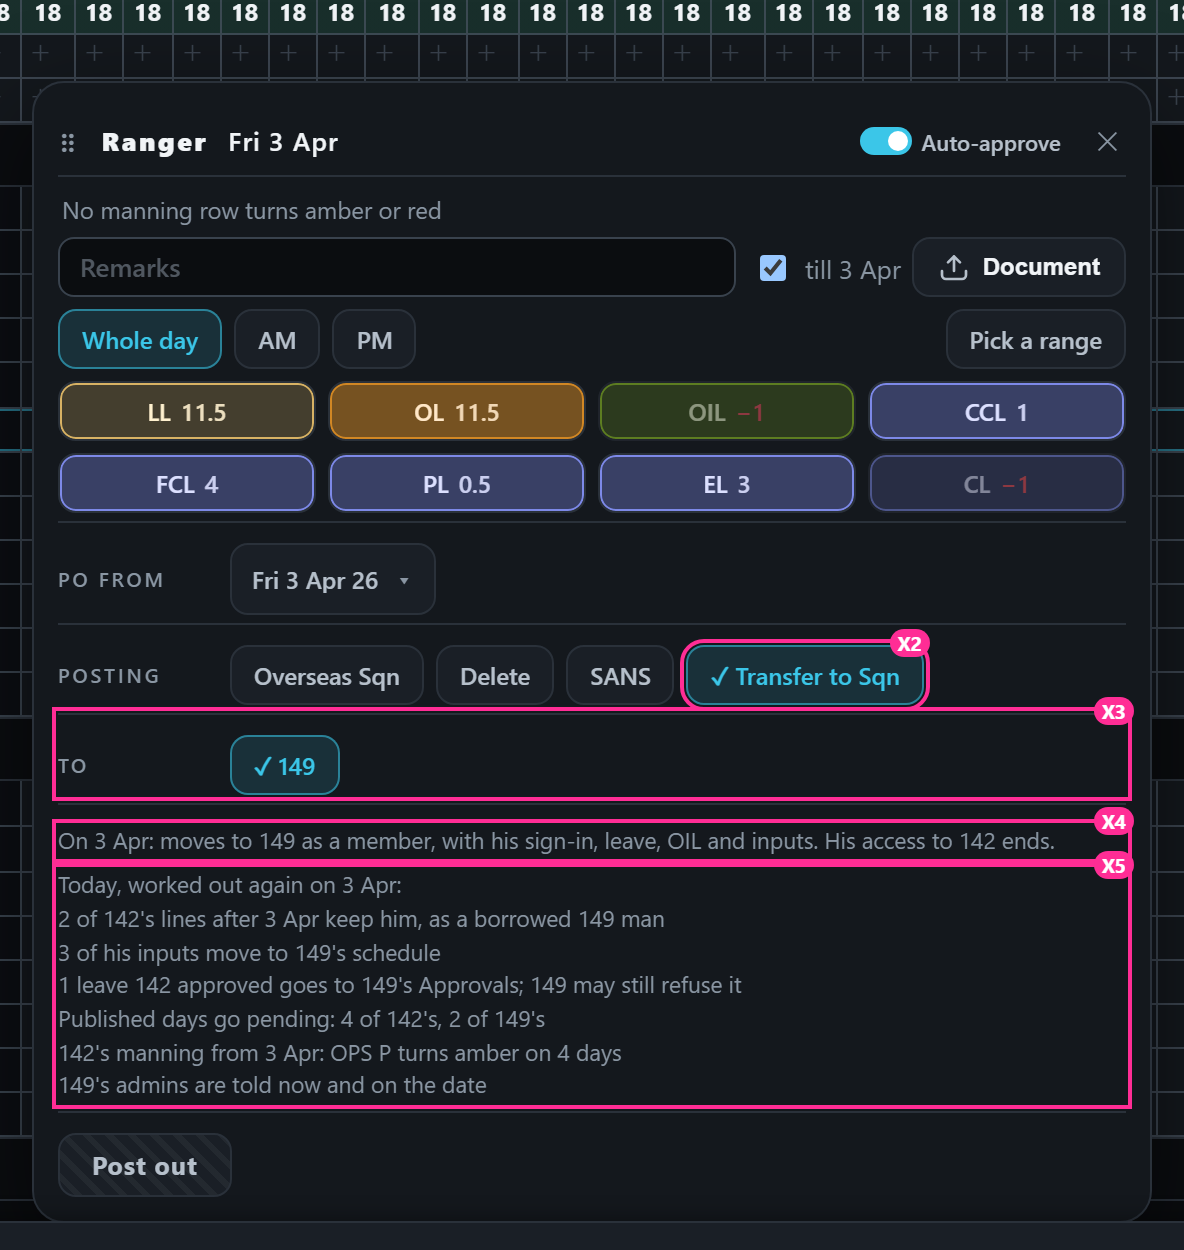 18 18 18 18 18 18 18 18 18 18 18 18 18 18 18 18 18 18 18 18 18 18 18
Ranger Fri 3 Apr Auto-approve
No manning row turns amber or red
Remarks till 3 Apr Document
Whole day AM PM Pick a range
LL 11.5 OL 11.5 OIL −1 CCL 1
FCL 4 PL 0.5 EL 3 CL −1
PO FROM Fri 3 Apr 26
X2
POSTING Overseas Sqn Delete SANS ✓ Transfer to Sqn
X3
TO ✓ 149
X4
On 3 Apr: moves to 149 as a member, with his sign-in, leave, OIL and inputs. His access to 142 ends.
X5
Today, worked out again on 3 Apr:
2 of 142's lines after 3 Apr keep him, as a borrowed 149 man
3 of his inputs move to 149's schedule
1 leave 142 approved goes to 149's Approvals; 149 may still refuse it
Published days go pending: 4 of 142's, 2 of 149's
142's manning from 3 Apr: OPS P turns amber on 4 days
149's admins are told now and on the date
Post out